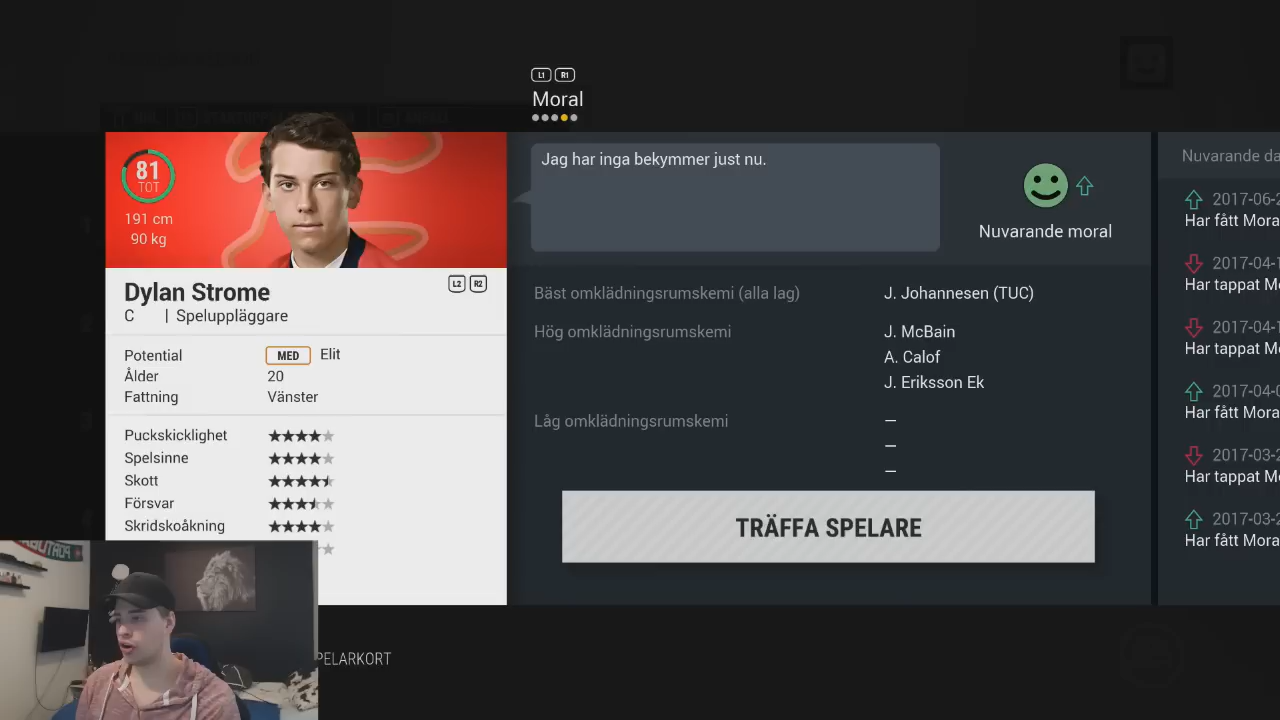 L1 R1
Moral
81
TOT
191 cm
90 kg
Dylan Strome
L2 R2
C | Speluppläggare
Potential MED Elit
Ålder 20
Fattning Vänster
Puckskicklighet
Spelsinne
Skott
Försvar
Skridskoåkning
Jag har inga bekymmer just nu.
Nuvarande moral
Bäst omklädningsrumskemi (alla lag) J. Johannesen (TUC)
Hög omklädningsrumskemi J. McBain
A. Calof
J. Eriksson Ek
Låg omklädningsrumskemi —
—
—
TRÄFFA SPELARE
Nuvarande da
2017-06-2
Har fått Mora
2017-04-1
Har tappat Mo
2017-04-1
Har tappat Mo
2017-04-0
Har fått Mora
2017-03-2
Har tappat Mo
2017-03-2
Har fått Mora
PELARKORT